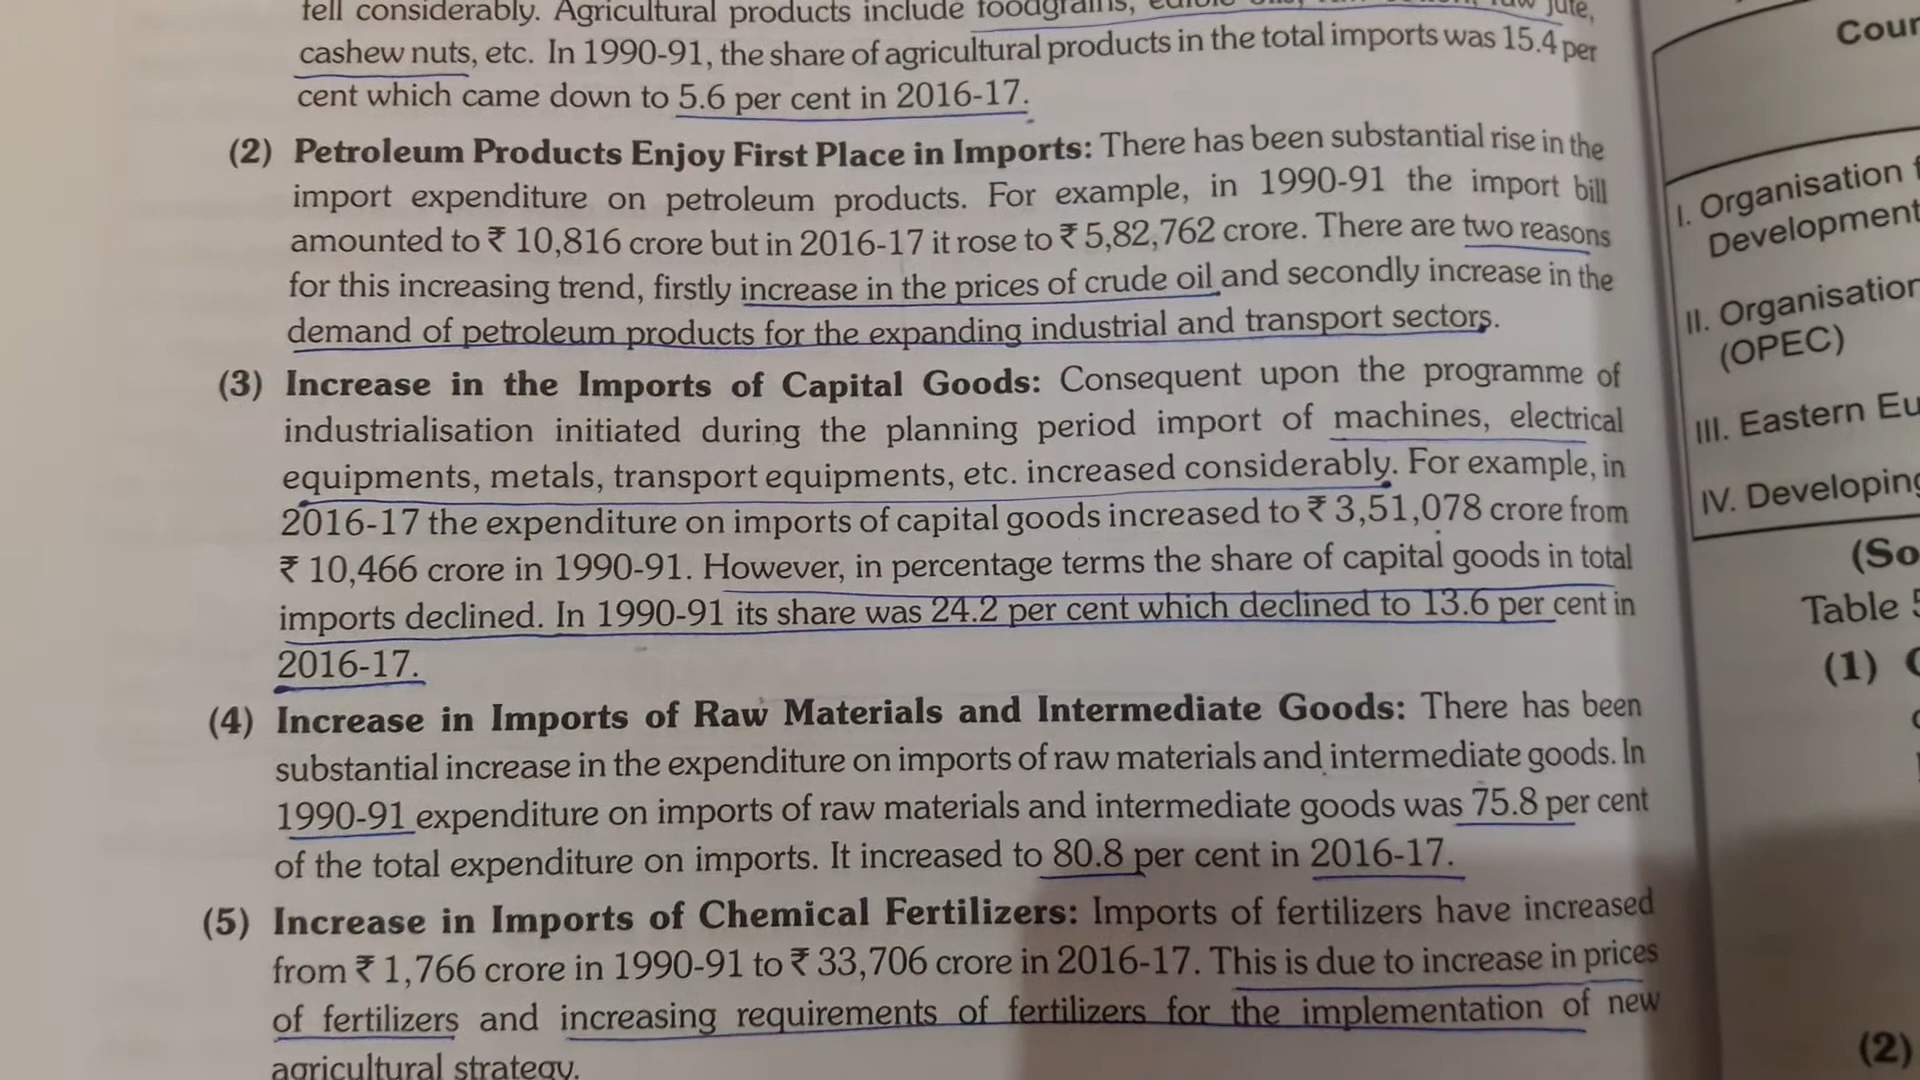 fell considerably. Agricultural products include foodgrains, jute,
cashew nuts, etc. In 1990-91, the share of agricultural products in the total imports was 15.4 per
cent which came down to 5.6 per cent in 2016-17.
(2) Petroleum Products Enjoy First Place in Imports: There has been substantial rise in the
import expenditure on petroleum products. For example, in 1990-91 the import bill
amounted to ₹ 10,816 crore but in 2016-17 it rose to ₹ 5,82,762 crore. There are two reasons
for this increasing trend, firstly increase in the prices of crude oil and secondly increase in the
demand of petroleum products for the expanding industrial and transport sectors.
(3) Increase in the Imports of Capital Goods: Consequent upon the programme of
industrialisation initiated during the planning period import of machines, electrical
equipments, metals, transport equipments, etc. increased considerably. For example, in
2016-17 the expenditure on imports of capital goods increased to ₹ 3,51,078 crore from
₹ 10,466 crore in 1990-91. However, in percentage terms the share of capital goods in total
imports declined. In 1990-91 its share was 24.2 per cent which declined to 13.6 per cent in
2016-17.
(4) Increase in Imports of Raw Materials and Intermediate Goods: There has been
substantial increase in the expenditure on imports of raw materials and intermediate goods. In
1990-91 expenditure on imports of raw materials and intermediate goods was 75.8 per cent
of the total expenditure on imports. It increased to 80.8 per cent in 2016-17.
(5) Increase in Imports of Chemical Fertilizers: Imports of fertilizers have increased
from ₹ 1,766 crore in 1990-91 to ₹ 33,706 crore in 2016-17. This is due to increase in prices
of fertilizers and increasing requirements of fertilizers for the implementation of new
agricultural strategy.
Cour
I. Organisation f
Development
II. Organisation
(OPEC)
III. Eastern Eu
IV. Developing
(So
Table 5
(1)
(2)